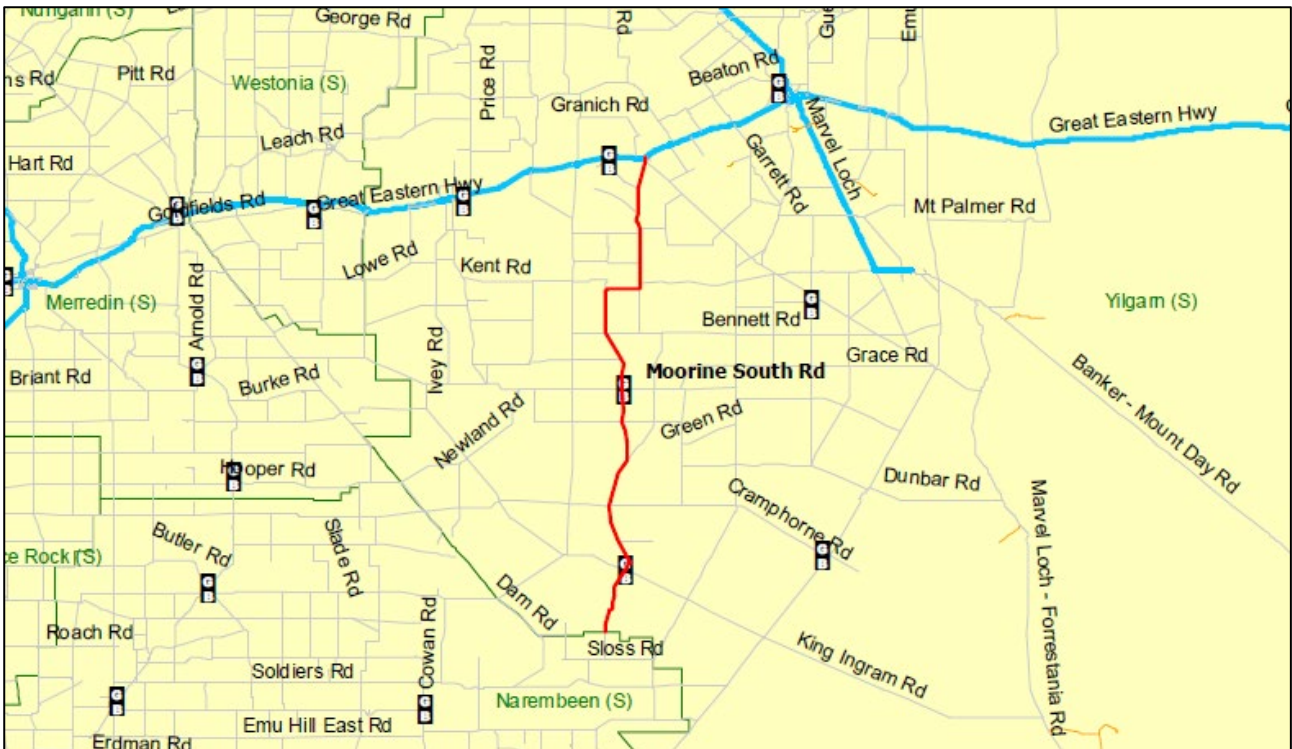 Nungarin (S)
George Rd
Rd
Pitt Rd
Westonia (S)
Price Rd
Beaton Rd
Granich Rd
Leach Rd
Hart Rd
Marvel Loch
Great Eastern Hwy
Garrett Rd
Great Eastern Hwy
Goldfields Rd
Mt Palmer Rd
Lowe Rd
Kent Rd
Merredin (S)
Arnold Rd
Bennett Rd
Yilgarn (S)
Ivey Rd
Grace Rd
Briant Rd
Burke Rd
Moorine South Rd
Banker - Mount Day Rd
Newland Rd
Green Rd
Hooper Rd
Dunbar Rd
Cramphorne Rd
Marvel Loch - Forrestania Rd
Butler Rd
Slade Rd
ce Rock (S)
Dam Rd
Cowan Rd
Roach Rd
Sloss Rd
King Ingram Rd
Soldiers Rd
Narembeen (S)
Emu Hill East Rd
Erdman Rd